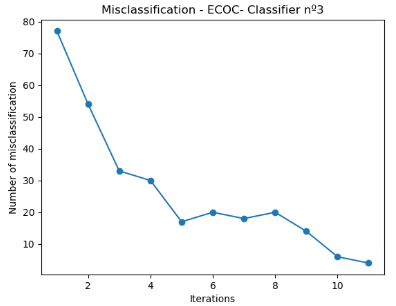 Misclassification - ECOC- Classifier nº3
Number of misclassification
80
70
60
50
40
30
20
10
2 4 6 8 10
Iterations